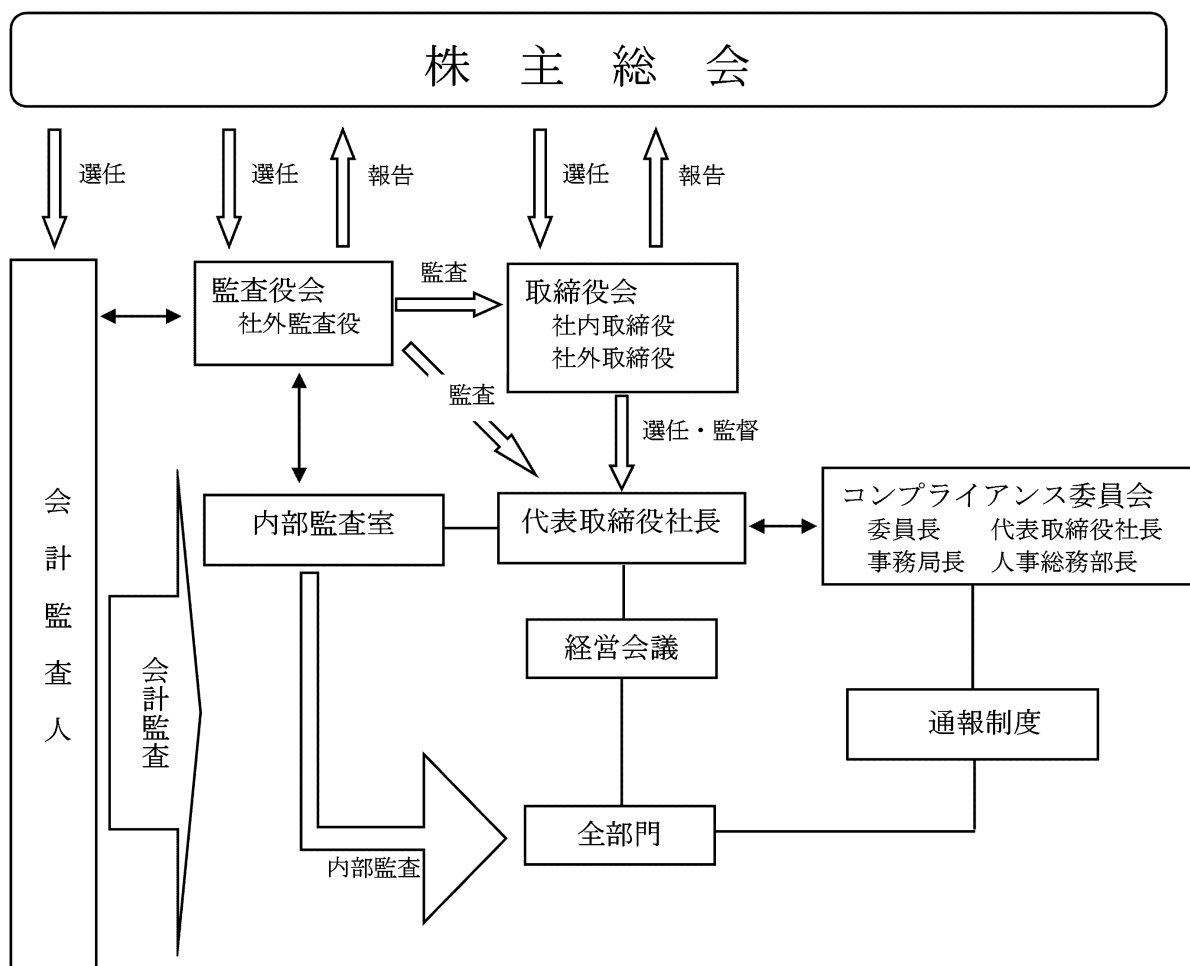 株 主 総 会
選任
選任
報告
選任
報告
監査役会
社外監査役
監査
取締役会
社内取締役
社外取締役
監査
選任・監督
会計監査人
会計監査
内部監査室
代表取締役社長
コンプライアンス委員会
委員長 代表取締役社長
事務局長 人事総務部長
経営会議
通報制度
全部門
内部監査